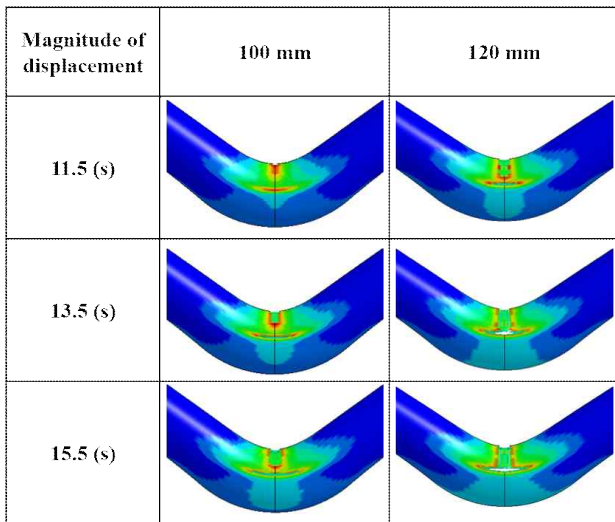 Magnitude of
displacement
100 mm
120 mm
11.5 (s)
13.5 (s)
15.5 (s)